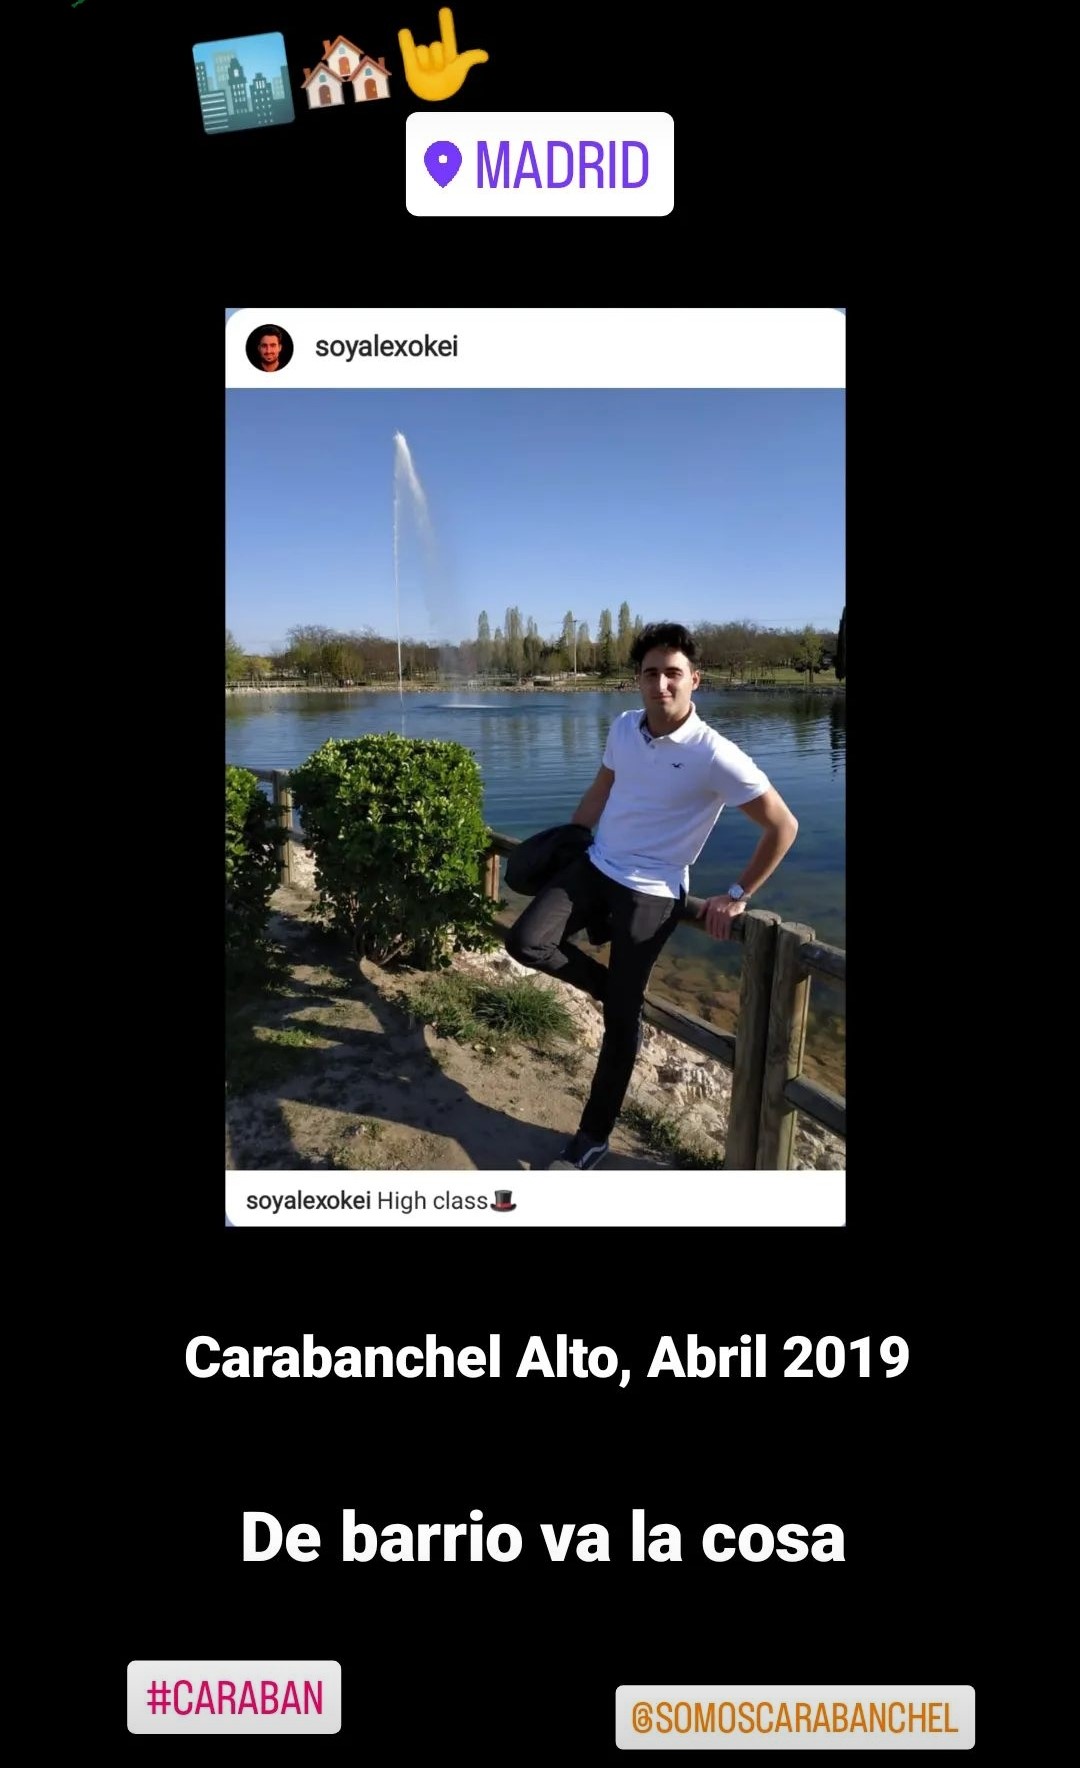 MADRID
soyalexokei
soyalexokei High class🎩
Carabanchel Alto, Abril 2019
De barrio va la cosa
#CARABAN
@SOMOSCARABANCHEL